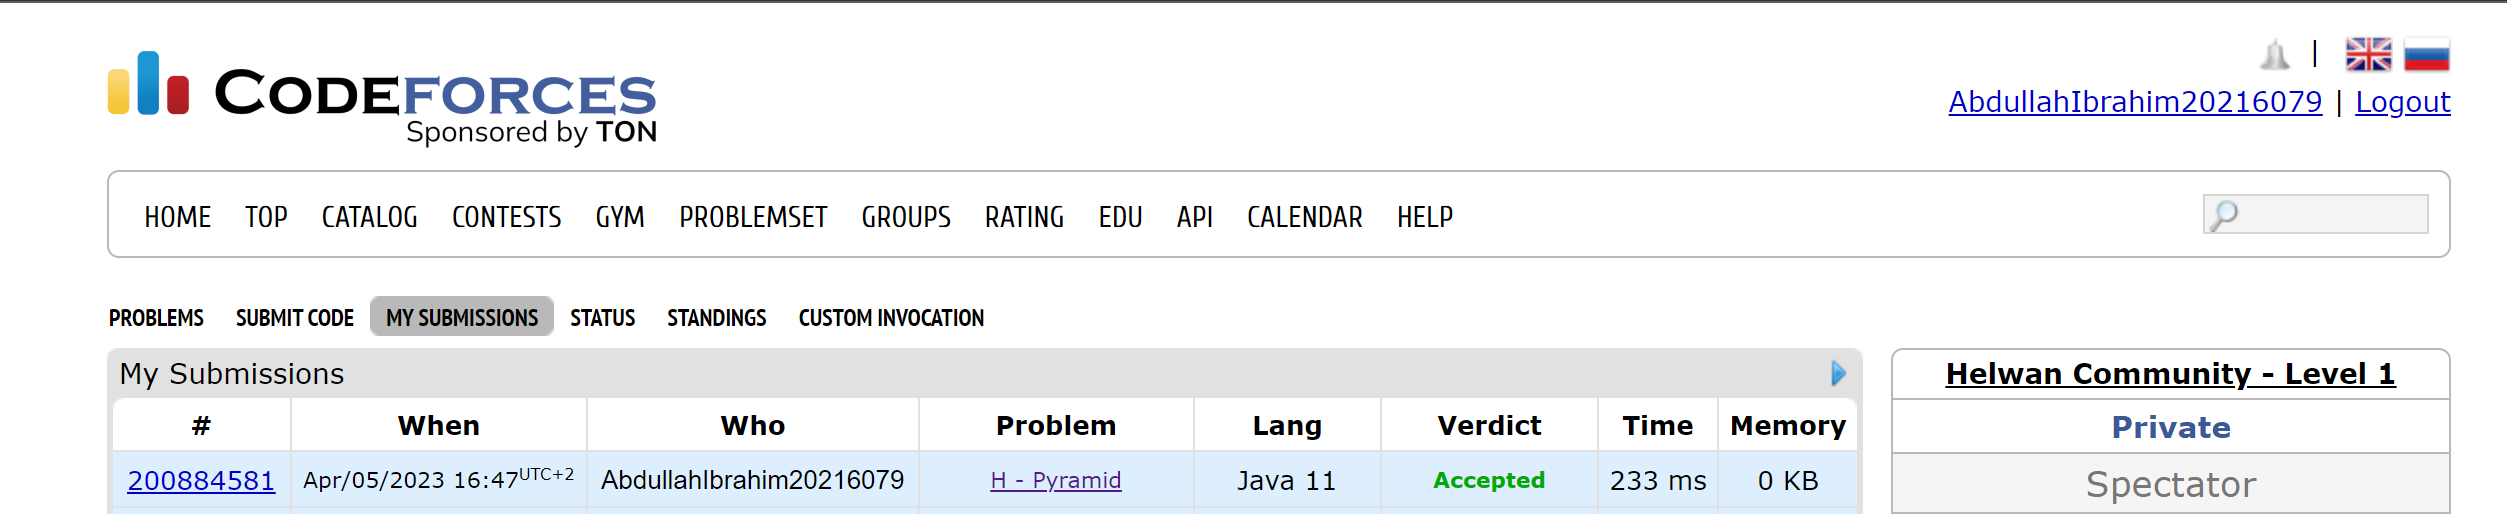 CODEFORCES
Sponsored by TON
|
AbdullahIbrahim20216079 | Logout
HOME TOP CATALOG CONTESTS GYM PROBLEMSET GROUPS RATING EDU API CALENDAR HELP
PROBLEMS SUBMIT CODE MY SUBMISSIONS STATUS STANDINGS CUSTOM INVOCATION
My Submissions
# When Who Problem Lang Verdict Time Memory
200884581 Apr/05/2023 16:47UTC+2 AbdullahIbrahim20216079 H - Pyramid Java 11 Accepted 233 ms 0 KB
Helwan Community - Level 1
Private
Spectator